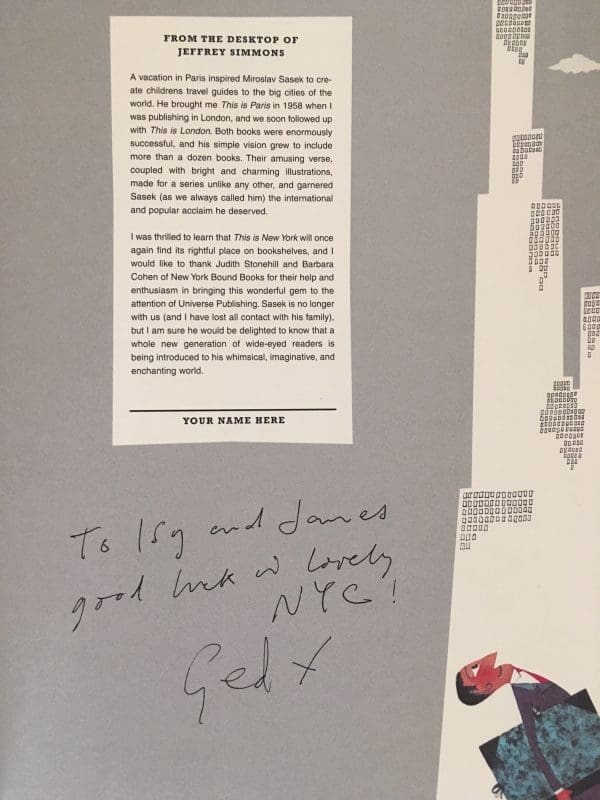 FROM THE DESKTOP OF
JEFFREY SIMMONS
A vacation in Paris inspired Miroslav Sasek to cre-
ate childrens travel guides to the big cities of the
world. He brought me This is Paris in 1958 when I
was publishing in London, and we soon followed up
with This is London. Both books were enormously
successful, and his simple vision grew to include
more than a dozen books. Their amusing verse,
coupled with bright and charming illustrations,
made for a series unlike any other, and garnered
Sasek (as we always called him) the international
and popular acclaim he deserved.
I was thrilled to learn that This is New York will once
again find its rightful place on bookshelves, and I
would like to thank Judith Stonehill and Barbara
Cohen of New York Bound Books for their help and
enthusiasm in bringing this wonderful gem to the
attention of Universe Publishing. Sasek is no longer
with us (and I have lost all contact with his family),
but I am sure he would be delighted to know that a
whole new generation of wide-eyed readers is
being introduced to his whimsical, imaginative, and
enchanting world.
YOUR NAME HERE
To and James
good luck in lovely
NYC!
Ged X